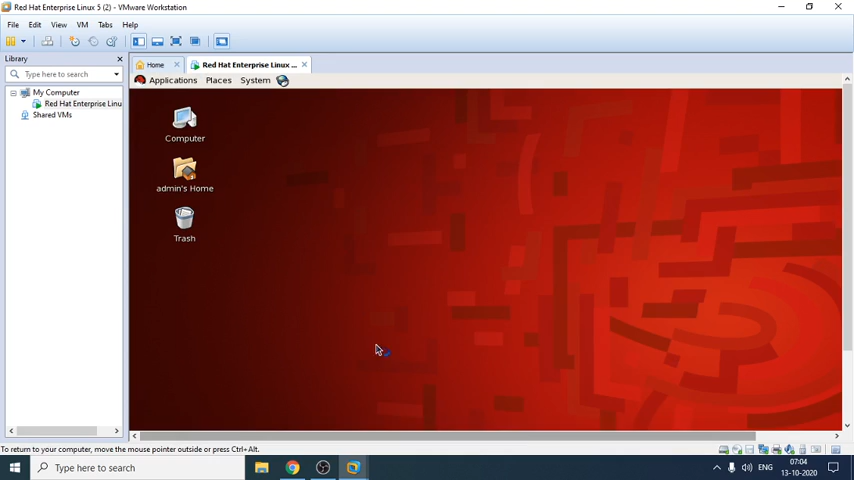 Red Hat Enterprise Linux 5 (2) - VMware Workstation
File Edit View VM Tabs Help
Library
Type here to search
My Computer
Red Hat Enterprise Linu
Shared VMs
Home
Red Hat Enterprise Linux ...
Applications Places System
Computer
admin's Home
Trash
To return to your computer, move the mouse pointer outside or press Ctrl+Alt.
Type here to search
ENG
07:04
13-10-2020